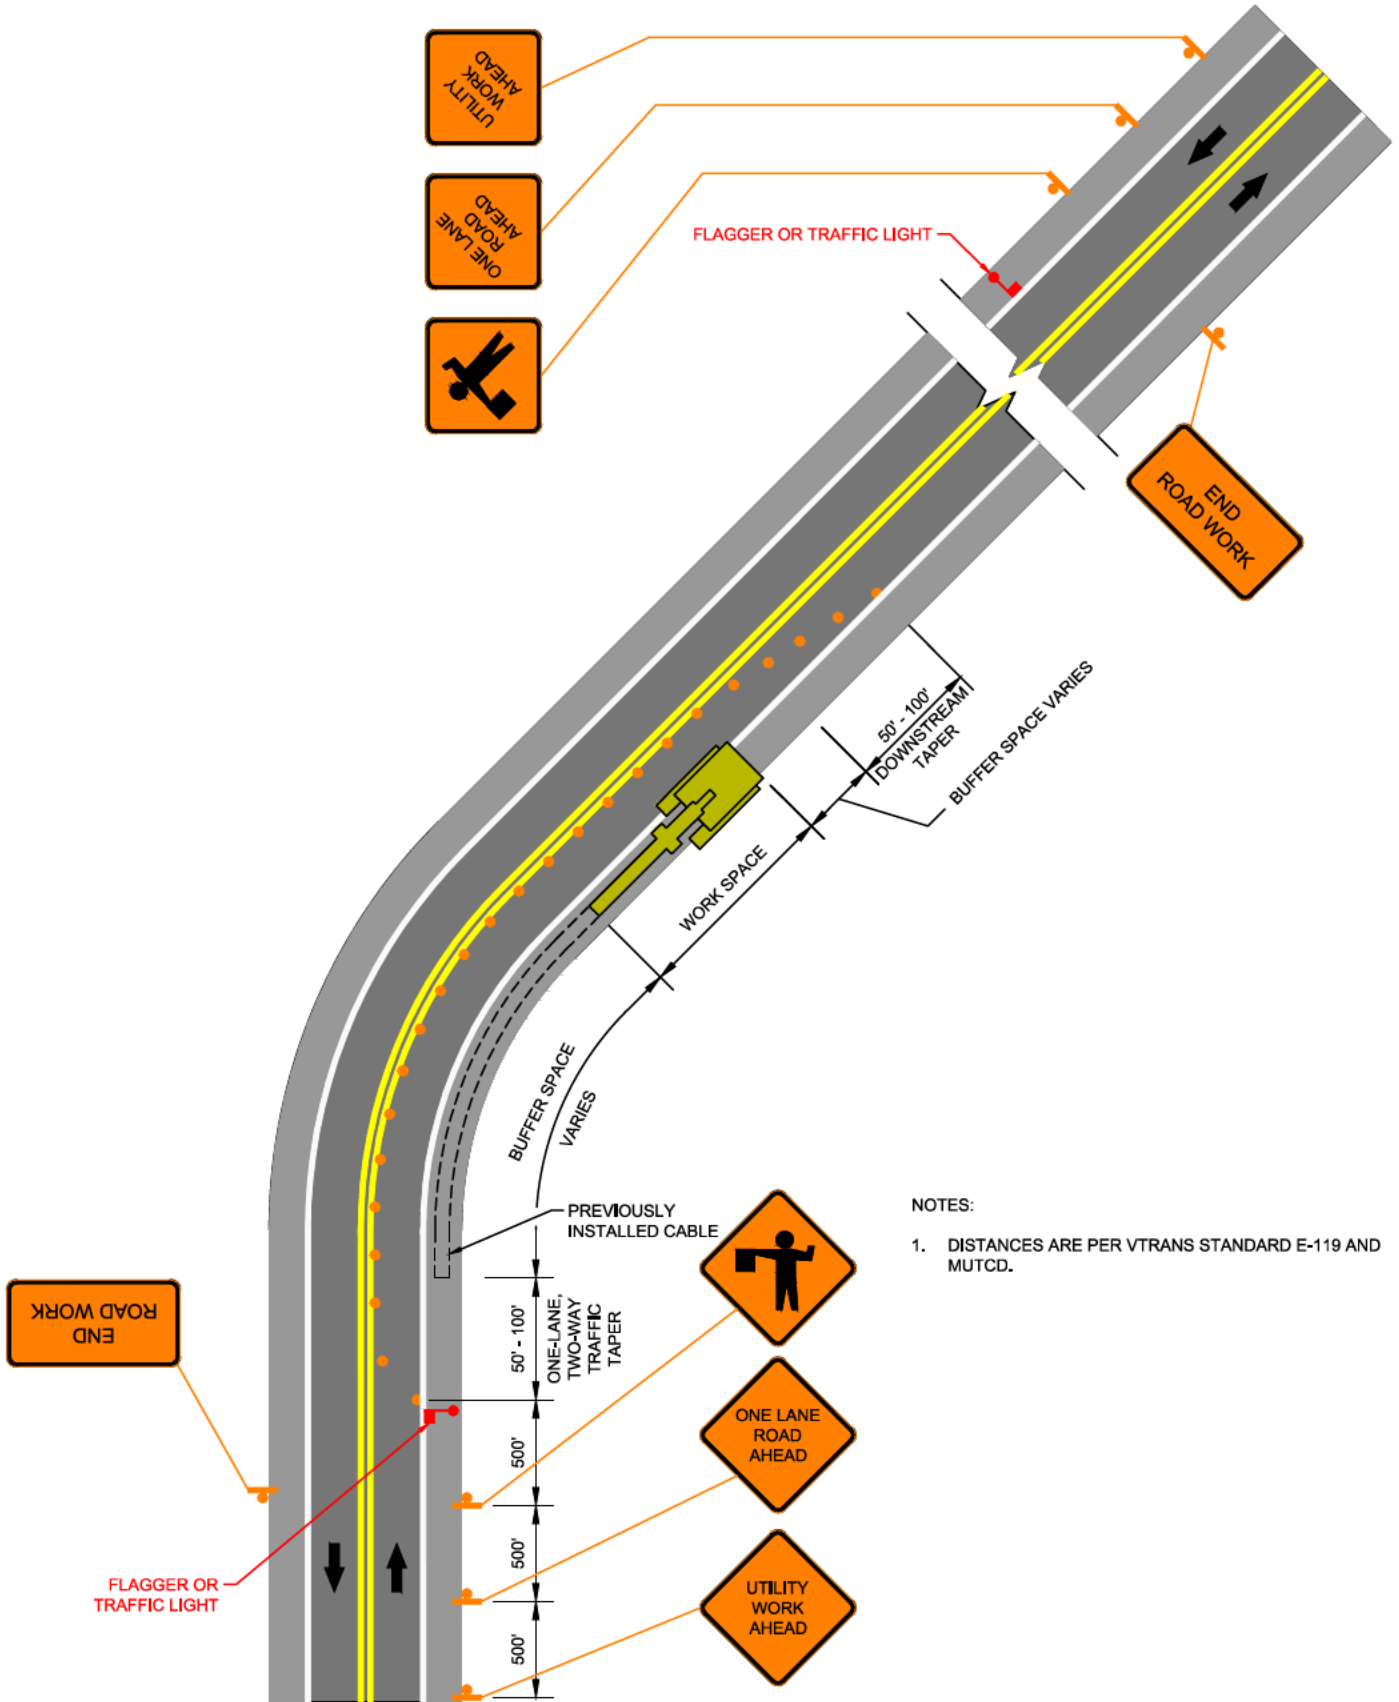 UTILITY
WORK
AHEAD
ONE LANE
ROAD
AHEAD
FLAGGER OR TRAFFIC LIGHT
END
ROAD WORK
50' - 100'
DOWNSTREAM
TAPER
BUFFER SPACE VARIES
WORK SPACE
BUFFER SPACE
VARIES
PREVIOUSLY
INSTALLED CABLE
NOTES:
1. DISTANCES ARE PER VTRANS STANDARD E-119 AND
MUTCD.
END
ROAD WORK
50' - 100'
ONE-LANE,
TWO-WAY
TRAFFIC
TAPER
500'
ONE LANE
ROAD
AHEAD
500'
FLAGGER OR
TRAFFIC LIGHT
UTILITY
WORK
AHEAD
500'